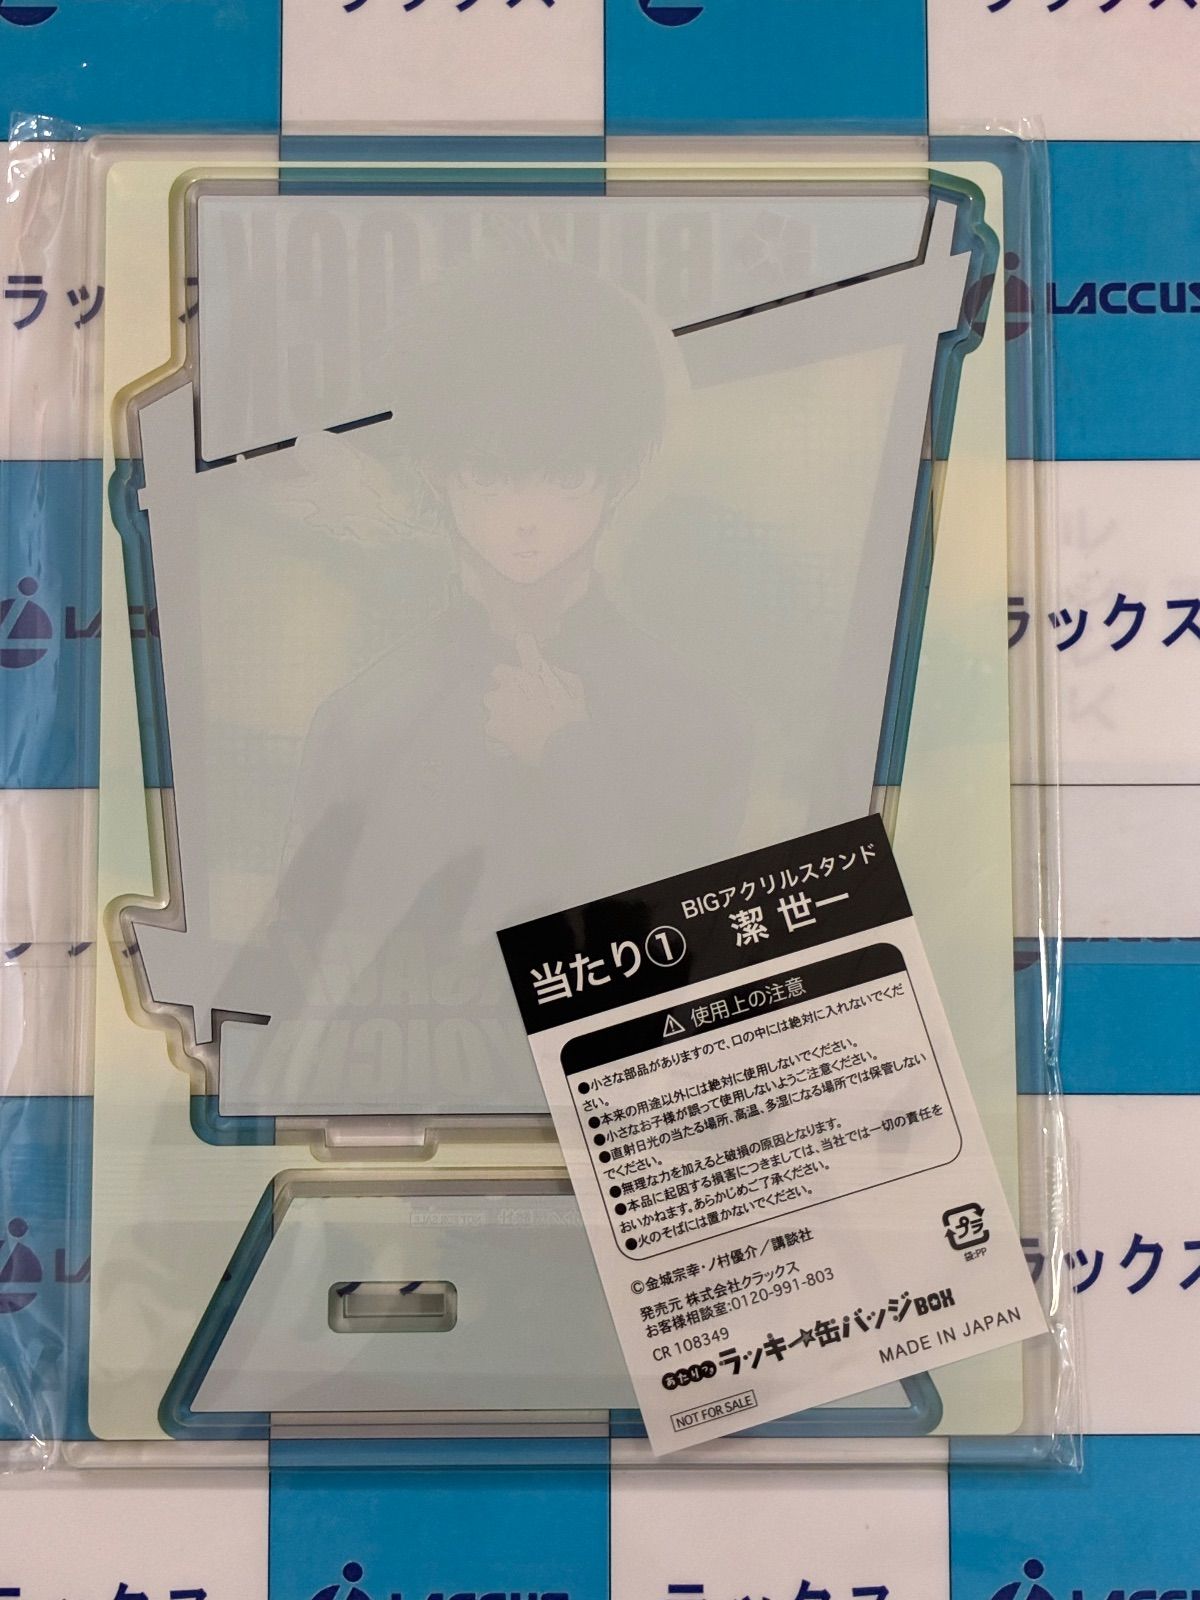 ラックス
LACCUS
ラックス
BIGアクリルスタンド
当たり① 潔 世一
⚠ 使用上の注意
●小さな部品がありますので、口の中には絶対に入れないでくだ
さい。
●本来の用途以外には絶対に使用しないでください。
●小さなお子様が誤って使用しないようご注意ください。
●直射日光の当たる場所、高温、多湿になる場所では保管しない
でください。
●無理な力を加えると破損の原因となります。
●本品に起因する損害につきましては、当社では一切の責任を
おいかねます。あらかじめご了承ください。
●火のそばには置かないでください。
©金城宗幸・ノ村優介／講談社
発売元 株式会社クラックス
お客様相談室:0120-991-803
CR 108349
プラ
袋:PP
あたりつき ラッキー☆缶バッジBOX
MADE IN JAPAN
NOT FOR SALE
ラックス
LACCUS
ラックス